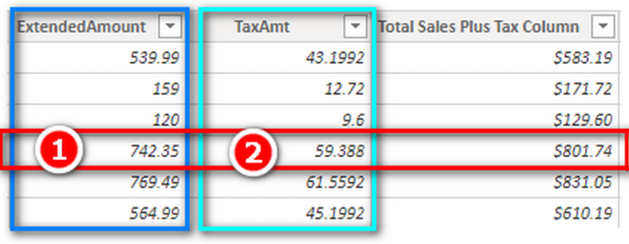 ExtendedAmount TaxAmt Total Sales Plus Tax Column
539.99 43.1992 $583.19
159 12.72 $171.72
120 9.6 $129.60
1 742.35 2 59.388 $801.74
769.49 61.5592 $831.05
564.99 45.1992 $610.19